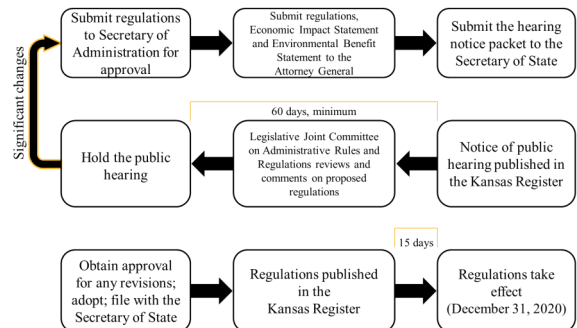 Submit regulations
to Secretary of
Administration for
approval
Submit regulations,
Economic Impact Statement
and Environmental Benefit
Statement to the
Attorney General
Submit the hearing
notice packet to the
Secretary of State
Significant changes
60 days, minimum
Hold the public
hearing
Legislative Joint Committee
on Administrative Rules and
Regulations reviews and
comments on proposed
regulations
Notice of public
hearing published in
the Kansas Register
15 days
Obtain approval
for any revisions;
adopt; file with the
Secretary of State
Regulations published
in the
Kansas Register
Regulations take
effect
(December 31, 2020)